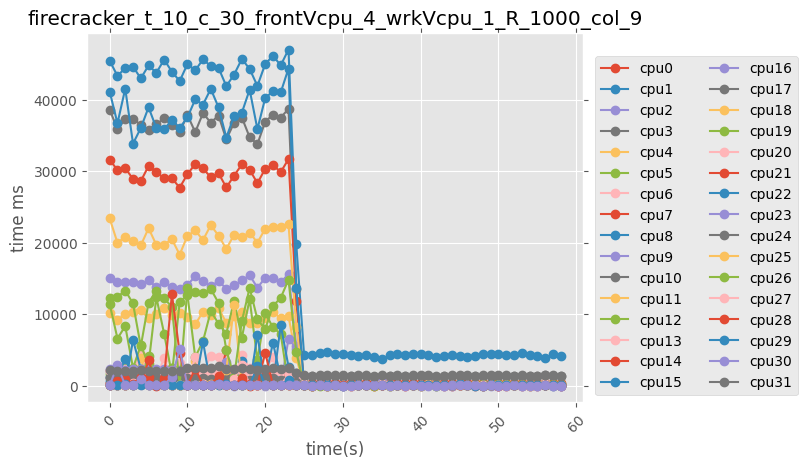 firecracker_t_10_c_30_frontVcpu_4_wrkVcpu_1_R_1000_col_9
time ms
40000
30000
20000
10000
0
0
10
20
30
40
50
60
time(s)
cpu0
cpu1
cpu2
cpu3
cpu4
cpu5
cpu6
cpu7
cpu8
cpu9
cpu10
cpu11
cpu12
cpu13
cpu14
cpu15
cpu16
cpu17
cpu18
cpu19
cpu20
cpu21
cpu22
cpu23
cpu24
cpu25
cpu26
cpu27
cpu28
cpu29
cpu30
cpu31